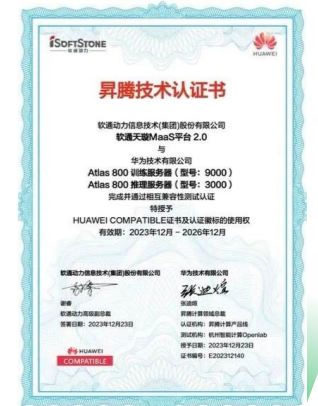 iSOFTSTONE
软通动力
HUAWEI
昇腾技术认证书
软通动力信息技术(集团)股份有限公司
软通天璇MaaS平台 2.0
与
华为技术有限公司
Atlas 800 训练服务器（型号：9000）
Atlas 800 推理服务器（型号：3000）
完成并通过相互兼容性测试认证
特授予
HUAWEI COMPATIBLE证书及认证徽标的使用权
有效期：2023年12月 - 2026年12月
软通动力信息技术(集团)股份有限公司
华为技术有限公司
谢睿
张迪煊
软通动力高级副总裁
昇腾计算领域总裁
签署日期：2023年12月23日
认证机构：昇腾计算产品线
测试机构：杭州智能计算Openlab
授予日期：2023年12月23日
证书编号：E202312140
HUAWEI
COMPATIBLE